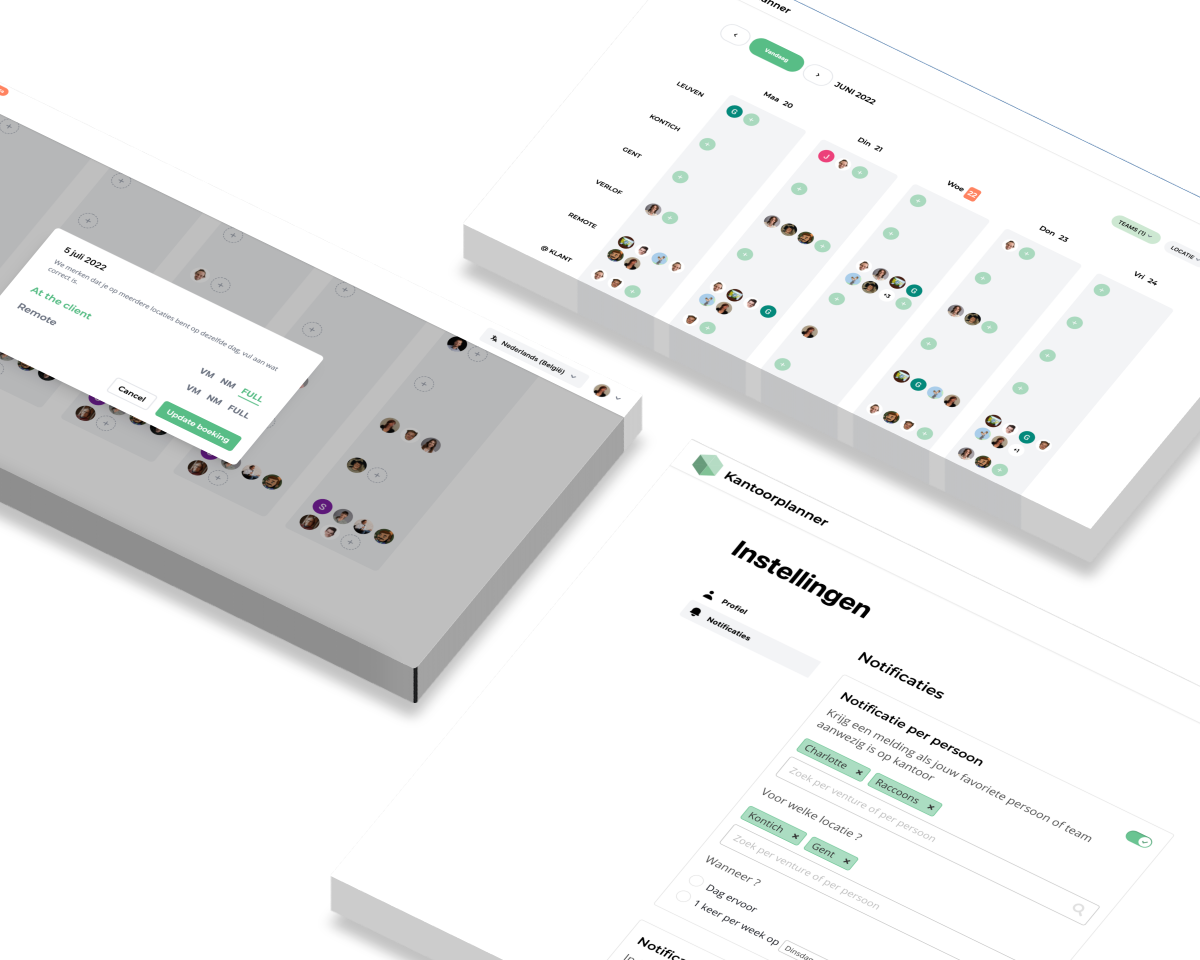 Vandaag
JUNI 2022
Maa 20
Din 21
Woe 22
Don 23
Vri 24
TEAMS (1)
LOCATIE
LEUVEN
KONTICH
GENT
VERLOF
REMOTE
@ KLANT
G
J
G
G
+3
G
G
+1
Nederlands (België)
5 juli 2022
We merken dat je op meerdere locaties bent op dezelfde dag, vul aan wat
correct is.
At the client
VM NM FULL
Remote
VM NM FULL
Cancel
Update boeking
S
Kantoorplanner
Instellingen
Profiel
Notificaties
Notificaties
Notificatie per persoon
Krijg een melding als jouw favoriete persoon of team
aanwezig is op kantoor
Charlotte × Raccoons ×
Zoek per venture of per persoon
Voor welke locatie ?
Kontich × Gent ×
Zoek per venture of per persoon
Wanneer ?
Dag ervoor
1 keer per week op